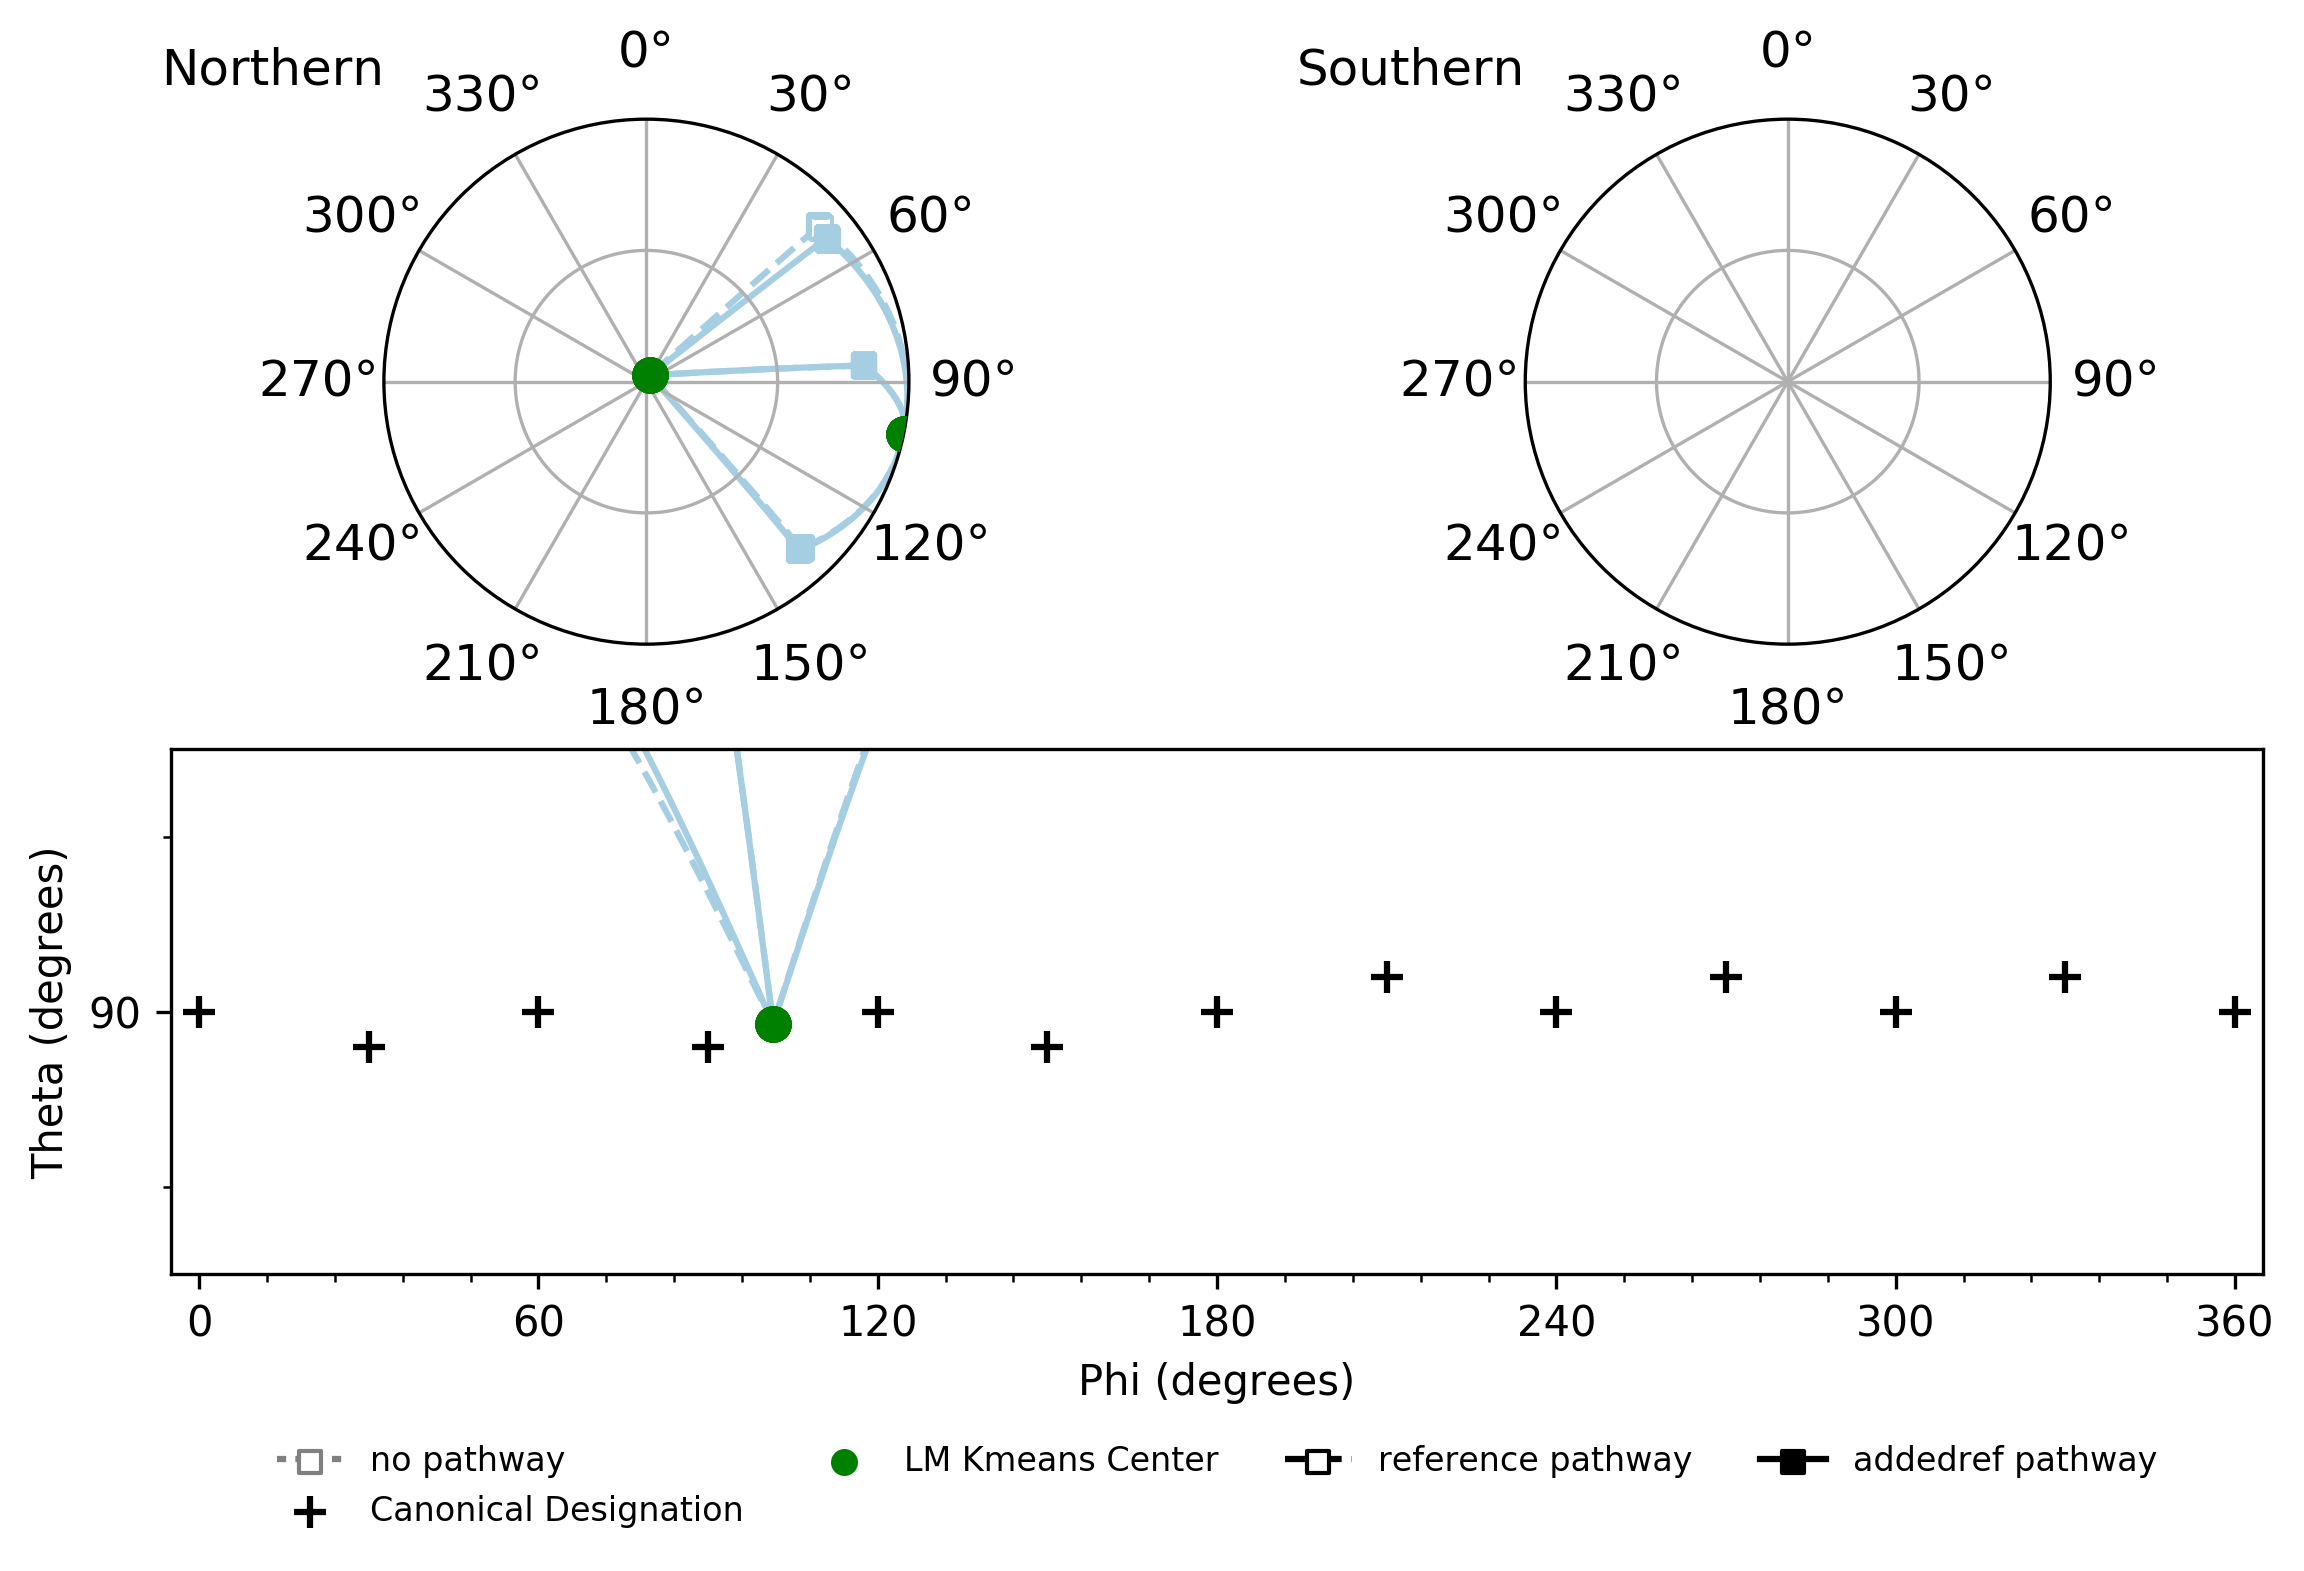 Northern
0°
330°
30°
300°
60°
270°
90°
240°
120°
210°
150°
180°
Southern
0°
330°
30°
300°
60°
270°
90°
240°
120°
210°
150°
180°
Theta (degrees)
90
0 60 120 180 240 300 360
Phi (degrees)
no pathway
Canonical Designation
LM Kmeans Center
reference pathway
addedref pathway